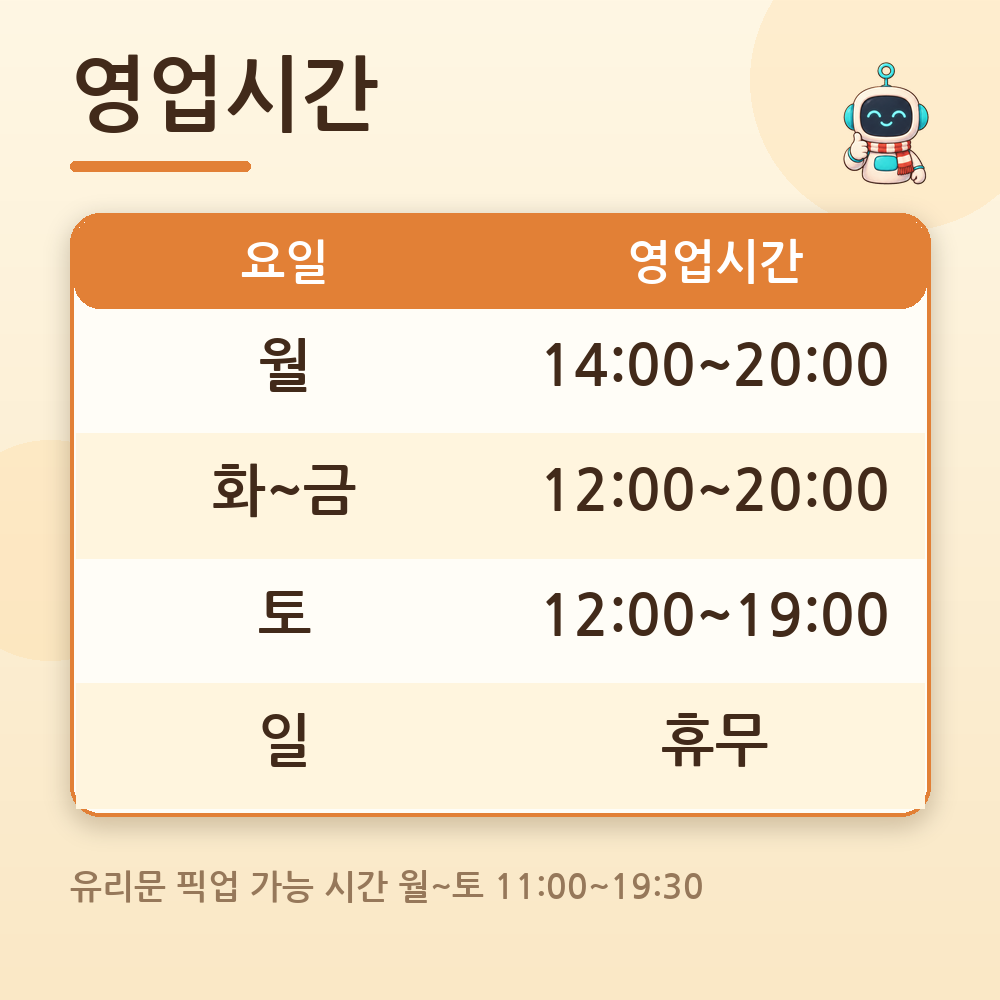 영업시간
요일 영업시간
월 14:00~20:00
화~금 12:00~20:00
토 12:00~19:00
일 휴무
유리문 픽업 가능 시간 월~토 11:00~19:30